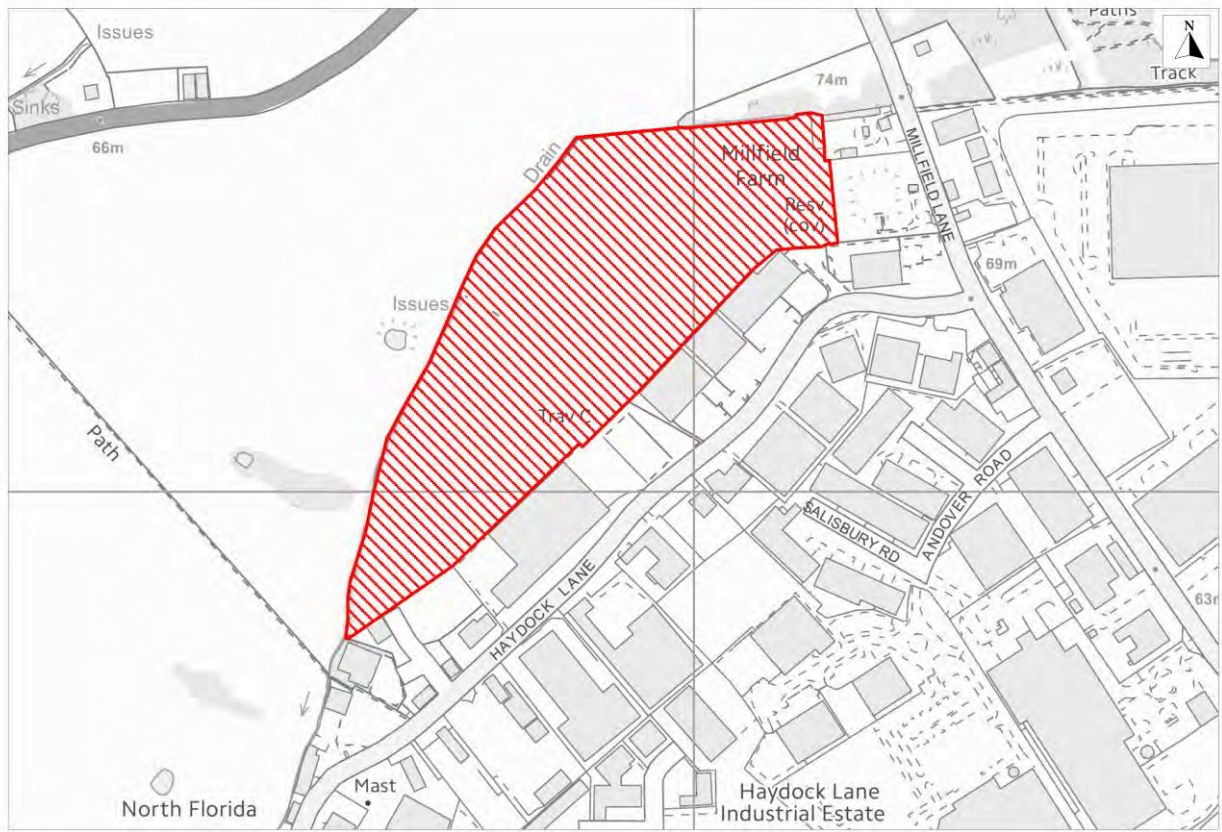 Issues
Paths
N
Track
74m
Sinks
66m
Drain
MILLFIELD LANE
Millfield
Farm
Resv
(cov)
69m
Issues
Trav C
Path
SALISBURY RD
ANDOVER ROAD
HAYDOCK LANE
63m
Mast
North Florida
Haydock Lane
Industrial Estate